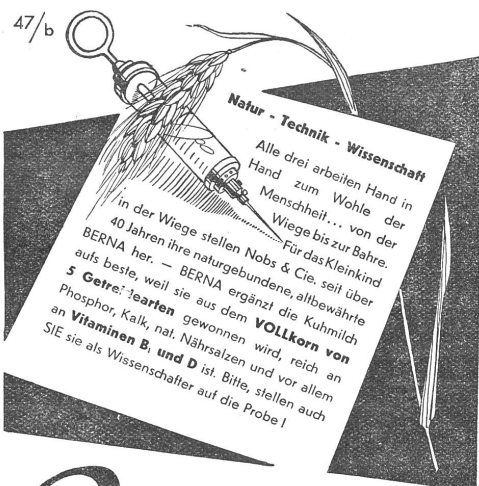 47/b
Natur - Technik - Wissenschaft
Alle drei arbeiten Hand in
Hand zum Wohle der
Menschheit... von der
Wiege bis zur Bahre.
Für das Kleinkind
in der Wiege stellen Nobs & Cie. seit über
40 Jahren ihre naturgebundene, altbewährte
BERNA her. — BERNA ergänzt die Kuhmilch
aufs beste, weil sie aus dem VOLLkorn von
5 Getreidearten gewonnen wird, reich an
Phosphor, Kalk, nat. Nährsalzen und vor allem
an Vitaminen B₁ und D ist. Bitte, stellen auch
SIE sie als Wissenschafter auf die Probe!